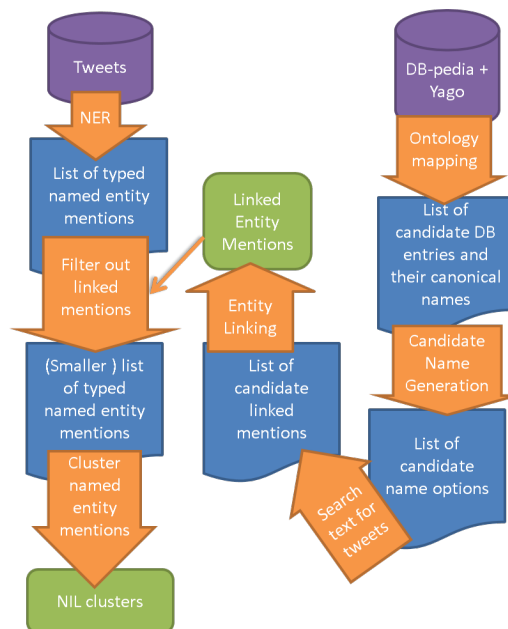 Tweets
NER
List of typed
named entity
mentions
Filter out
linked
mentions
(Smaller ) list
of typed
named entity
mentions
Cluster
named
entity
mentions
NIL clusters
Linked
Entity
Mentions
Entity
Linking
List of
candidate
linked
mentions
DB-pedia +
Yago
Ontology
mapping
List of
candidate DB
entries and
their canonical
names
Candidate
Name
Generation
List of
candidate
name options
Search
text for
tweets